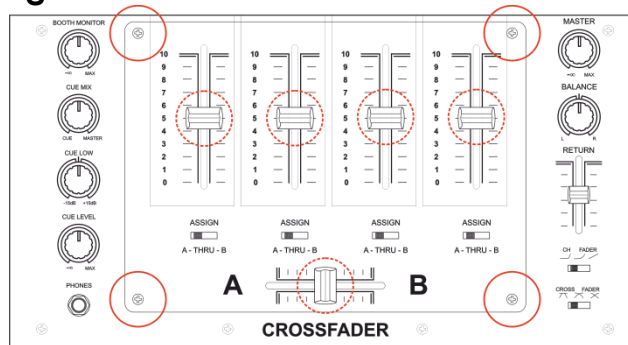 BOOTH MONITOR
-∞ MAX
CUE MIX
CUE MASTER
CUE LOW
-15dB +15dB
CUE LEVEL
-∞ MAX
PHONES
10 10 10 10
9 9 9 9
8 8 8 8
7 7 7 7
6 6 6 6
5 5 5 5
4 4 4 4
3 3 3 3
2 2 2 2
1 1 1 1
0 0 0 0
ASSIGN ASSIGN ASSIGN ASSIGN
A - THRU - B A - THRU - B A - THRU - B A - THRU - B
A B
CROSSFADER
MASTER
-∞ MAX
BALANCE
L R
RETURN
CH FADER
CROSS FADER